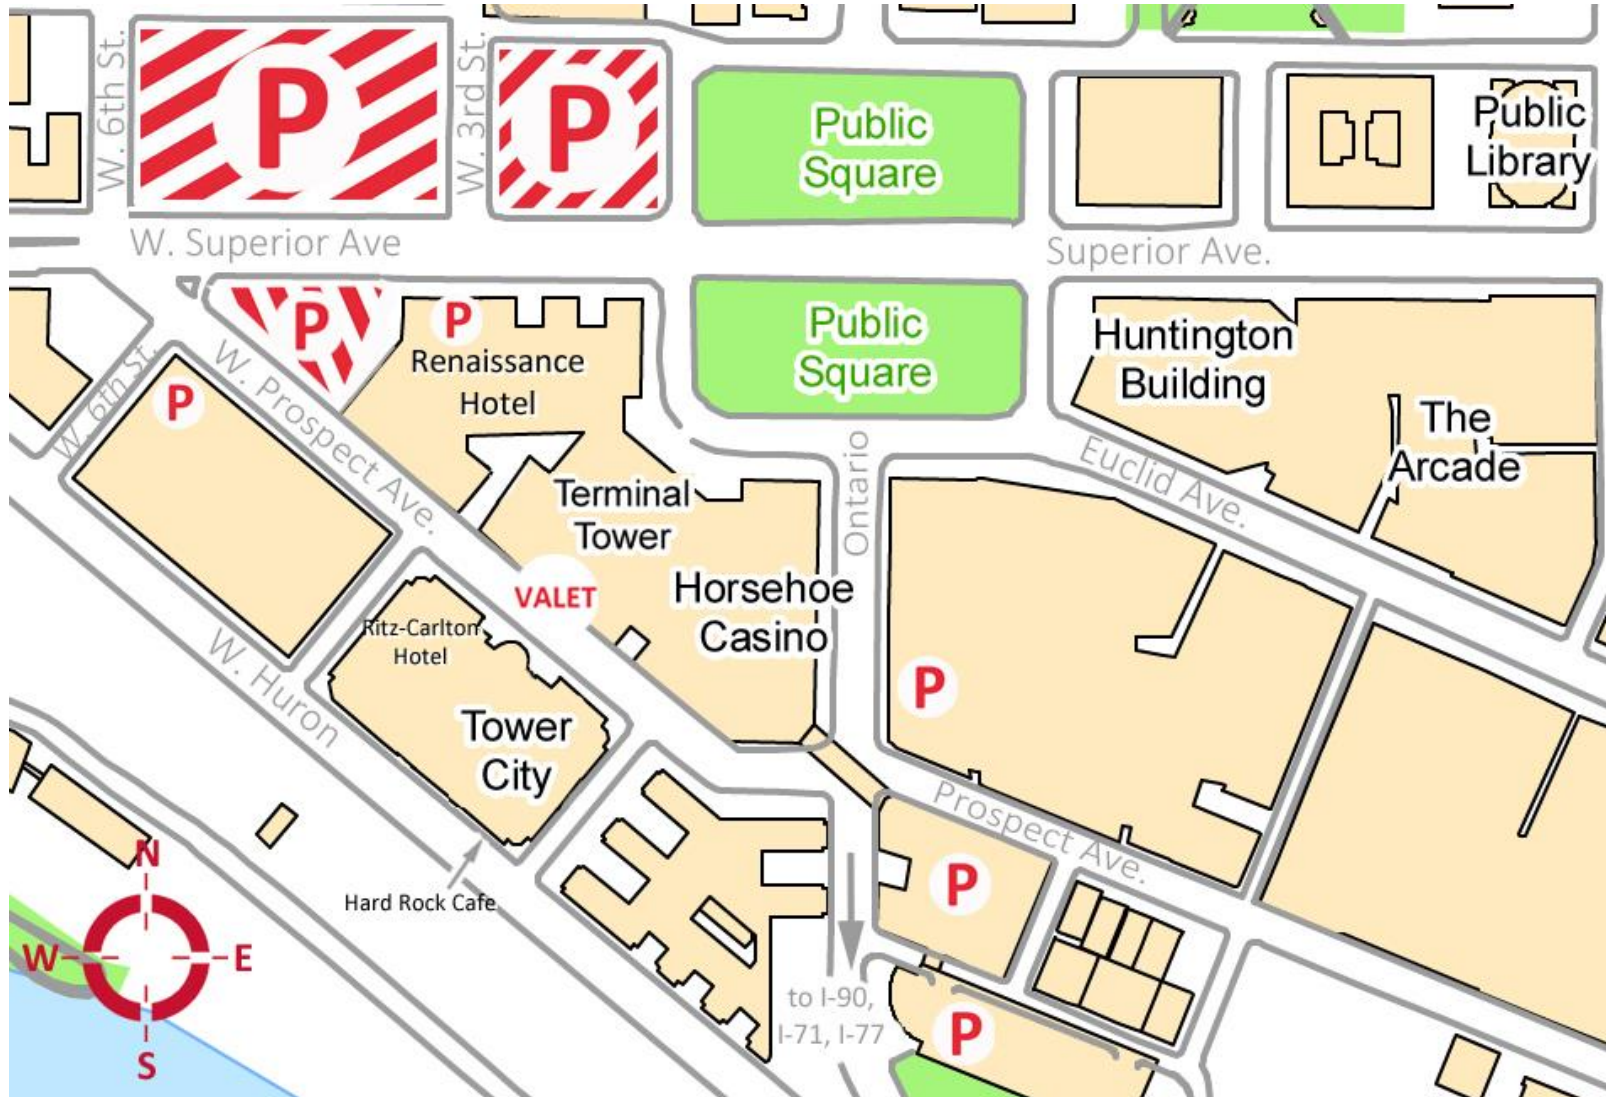 W. 6th St.
P
W. 3rd St.
P
Public
Square
Public
Library
W. Superior Ave
Superior Ave.
P
P
Renaissance
Hotel
Public
Square
Huntington
Building
The
Arcade
W. 6th St.
P
W. Prospect Ave.
Ontario
Euclid Ave.
Terminal
Tower
VALET
Horsehoe
Casino
Ritz-Carlton
Hotel
W. Huron
P
Tower
City
Prospect Ave.
Hard Rock Cafe
P
N
W
E
S
to I-90,
I-71, I-77
P